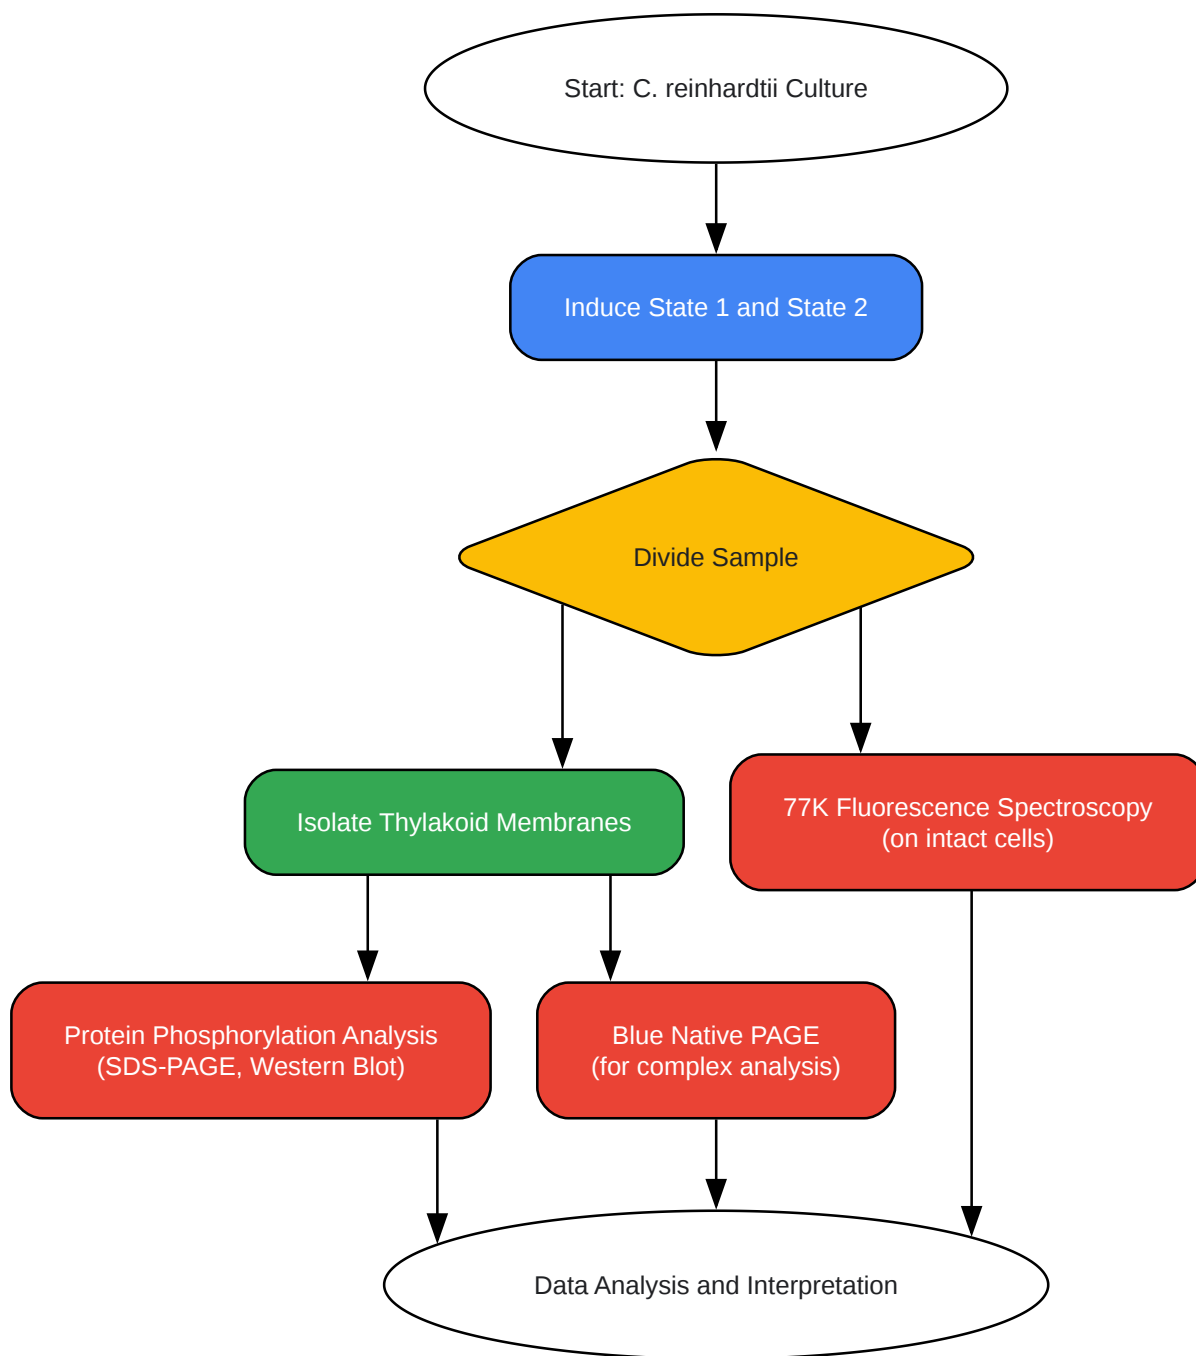 Start: C. reinhardtii Culture
Induce State 1 and State 2
Divide Sample
Isolate Thylakoid Membranes
77K Fluorescence Spectroscopy
(on intact cells)
Protein Phosphorylation Analysis
(SDS-PAGE, Western Blot)
Blue Native PAGE
(for complex analysis)
Data Analysis and Interpretation